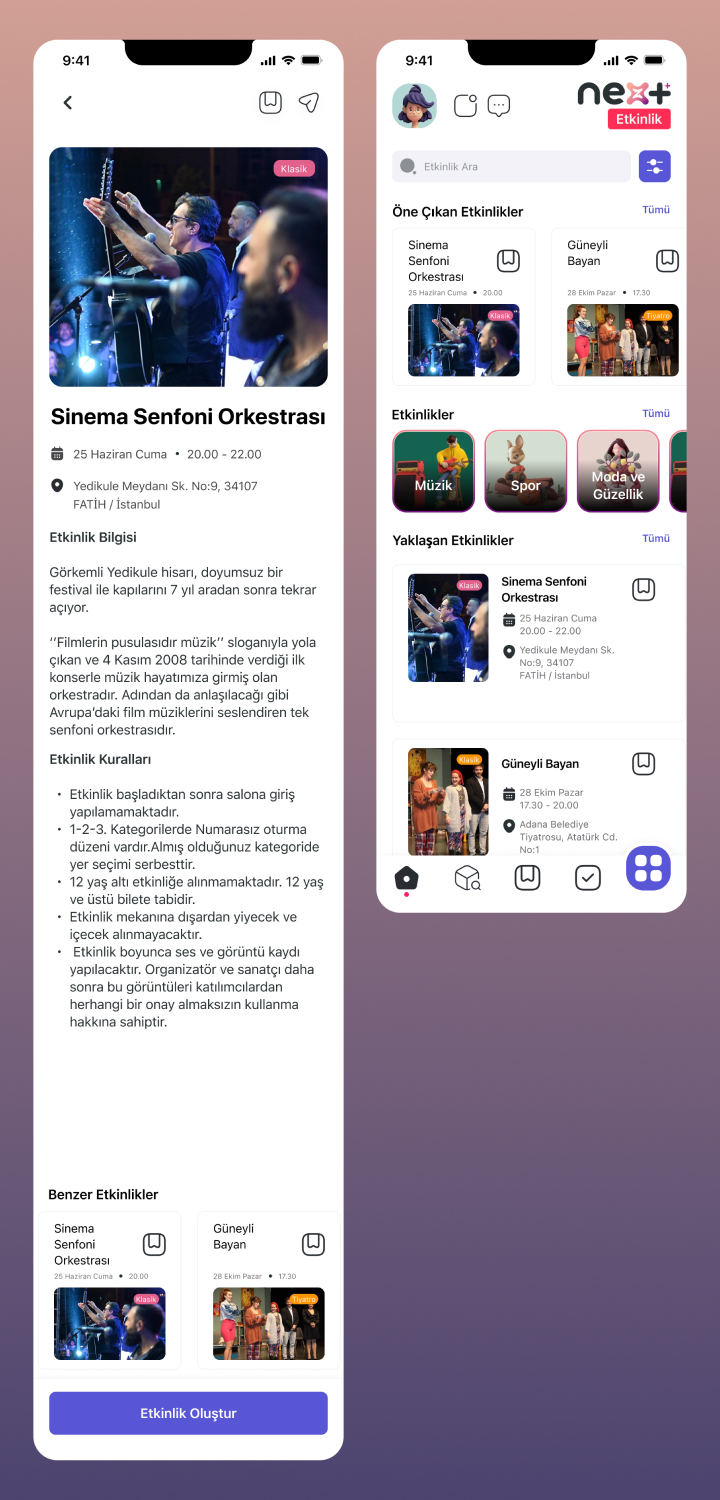 9:41
Klasik
Sinema Senfoni Orkestrası
25 Haziran Cuma • 20.00 - 22.00
Yedikule Meydanı Sk. No:9, 34107
FATİH / İstanbul
Etkinlik Bilgisi
Görkemli Yedikule hisarı, doyumsuz bir
festival ile kapılarını 7 yıl aradan sonra tekrar
açıyor.
‘‘Filmlerin pusulasıdır müzik’’ sloganıyla yola
çıkan ve 4 Kasım 2008 tarihinde verdiği ilk
konserle müzik hayatımıza girmiş olan
orkestradır. Adından da anlaşılacağı gibi
Avrupa’daki film müziklerini seslendiren tek
senfoni orkestrasıdır.
Etkinlik Kuralları
• Etkinlik başladıktan sonra salona giriş
yapılamamaktadır.
• 1-2-3. Kategorilerde Numarasız oturma
düzeni vardır.Almış olduğunuz kategoride
yer seçimi serbesttir.
• 12 yaş altı etkinliğe alınmamaktadır. 12 yaş
ve üstü bilete tabidir.
• Etkinlik mekanına dışardan yiyecek ve
içecek alınmayacaktır.
• Etkinlik boyunca ses ve görüntü kaydı
yapılacaktır. Organizatör ve sanatçı daha
sonra bu görüntüleri katılımcılardan
herhangi bir onay almaksızın kullanma
hakkına sahiptir.
Benzer Etkinlikler
Sinema
Senfoni
Orkestrası
25 Haziran Cuma • 20.00
Klasik
Güneyli
Bayan
28 Ekim Pazar • 17.30
Tiyatro
Etkinlik Oluştur
9:41
next+
Etkinlik
Etkinlik Ara
Öne Çıkan Etkinlikler
Tümü
Sinema
Senfoni
Orkestrası
25 Haziran Cuma • 20.00
Klasik
Güneyli
Bayan
28 Ekim Pazar • 17.30
Tiyatro
Etkinlikler
Tümü
Müzik
Spor
Moda ve
Güzellik
Yaklaşan Etkinlikler
Tümü
Klasik
Sinema Senfoni
Orkestrası
25 Haziran Cuma
20.00 - 22.00
Yedikule Meydanı Sk.
No:9, 34107
FATİH / İstanbul
Klasik
Güneyli Bayan
28 Ekim Pazar
17.30 - 20.00
Adana Belediye
Tiyatrosu, Atatürk Cd.
No:1